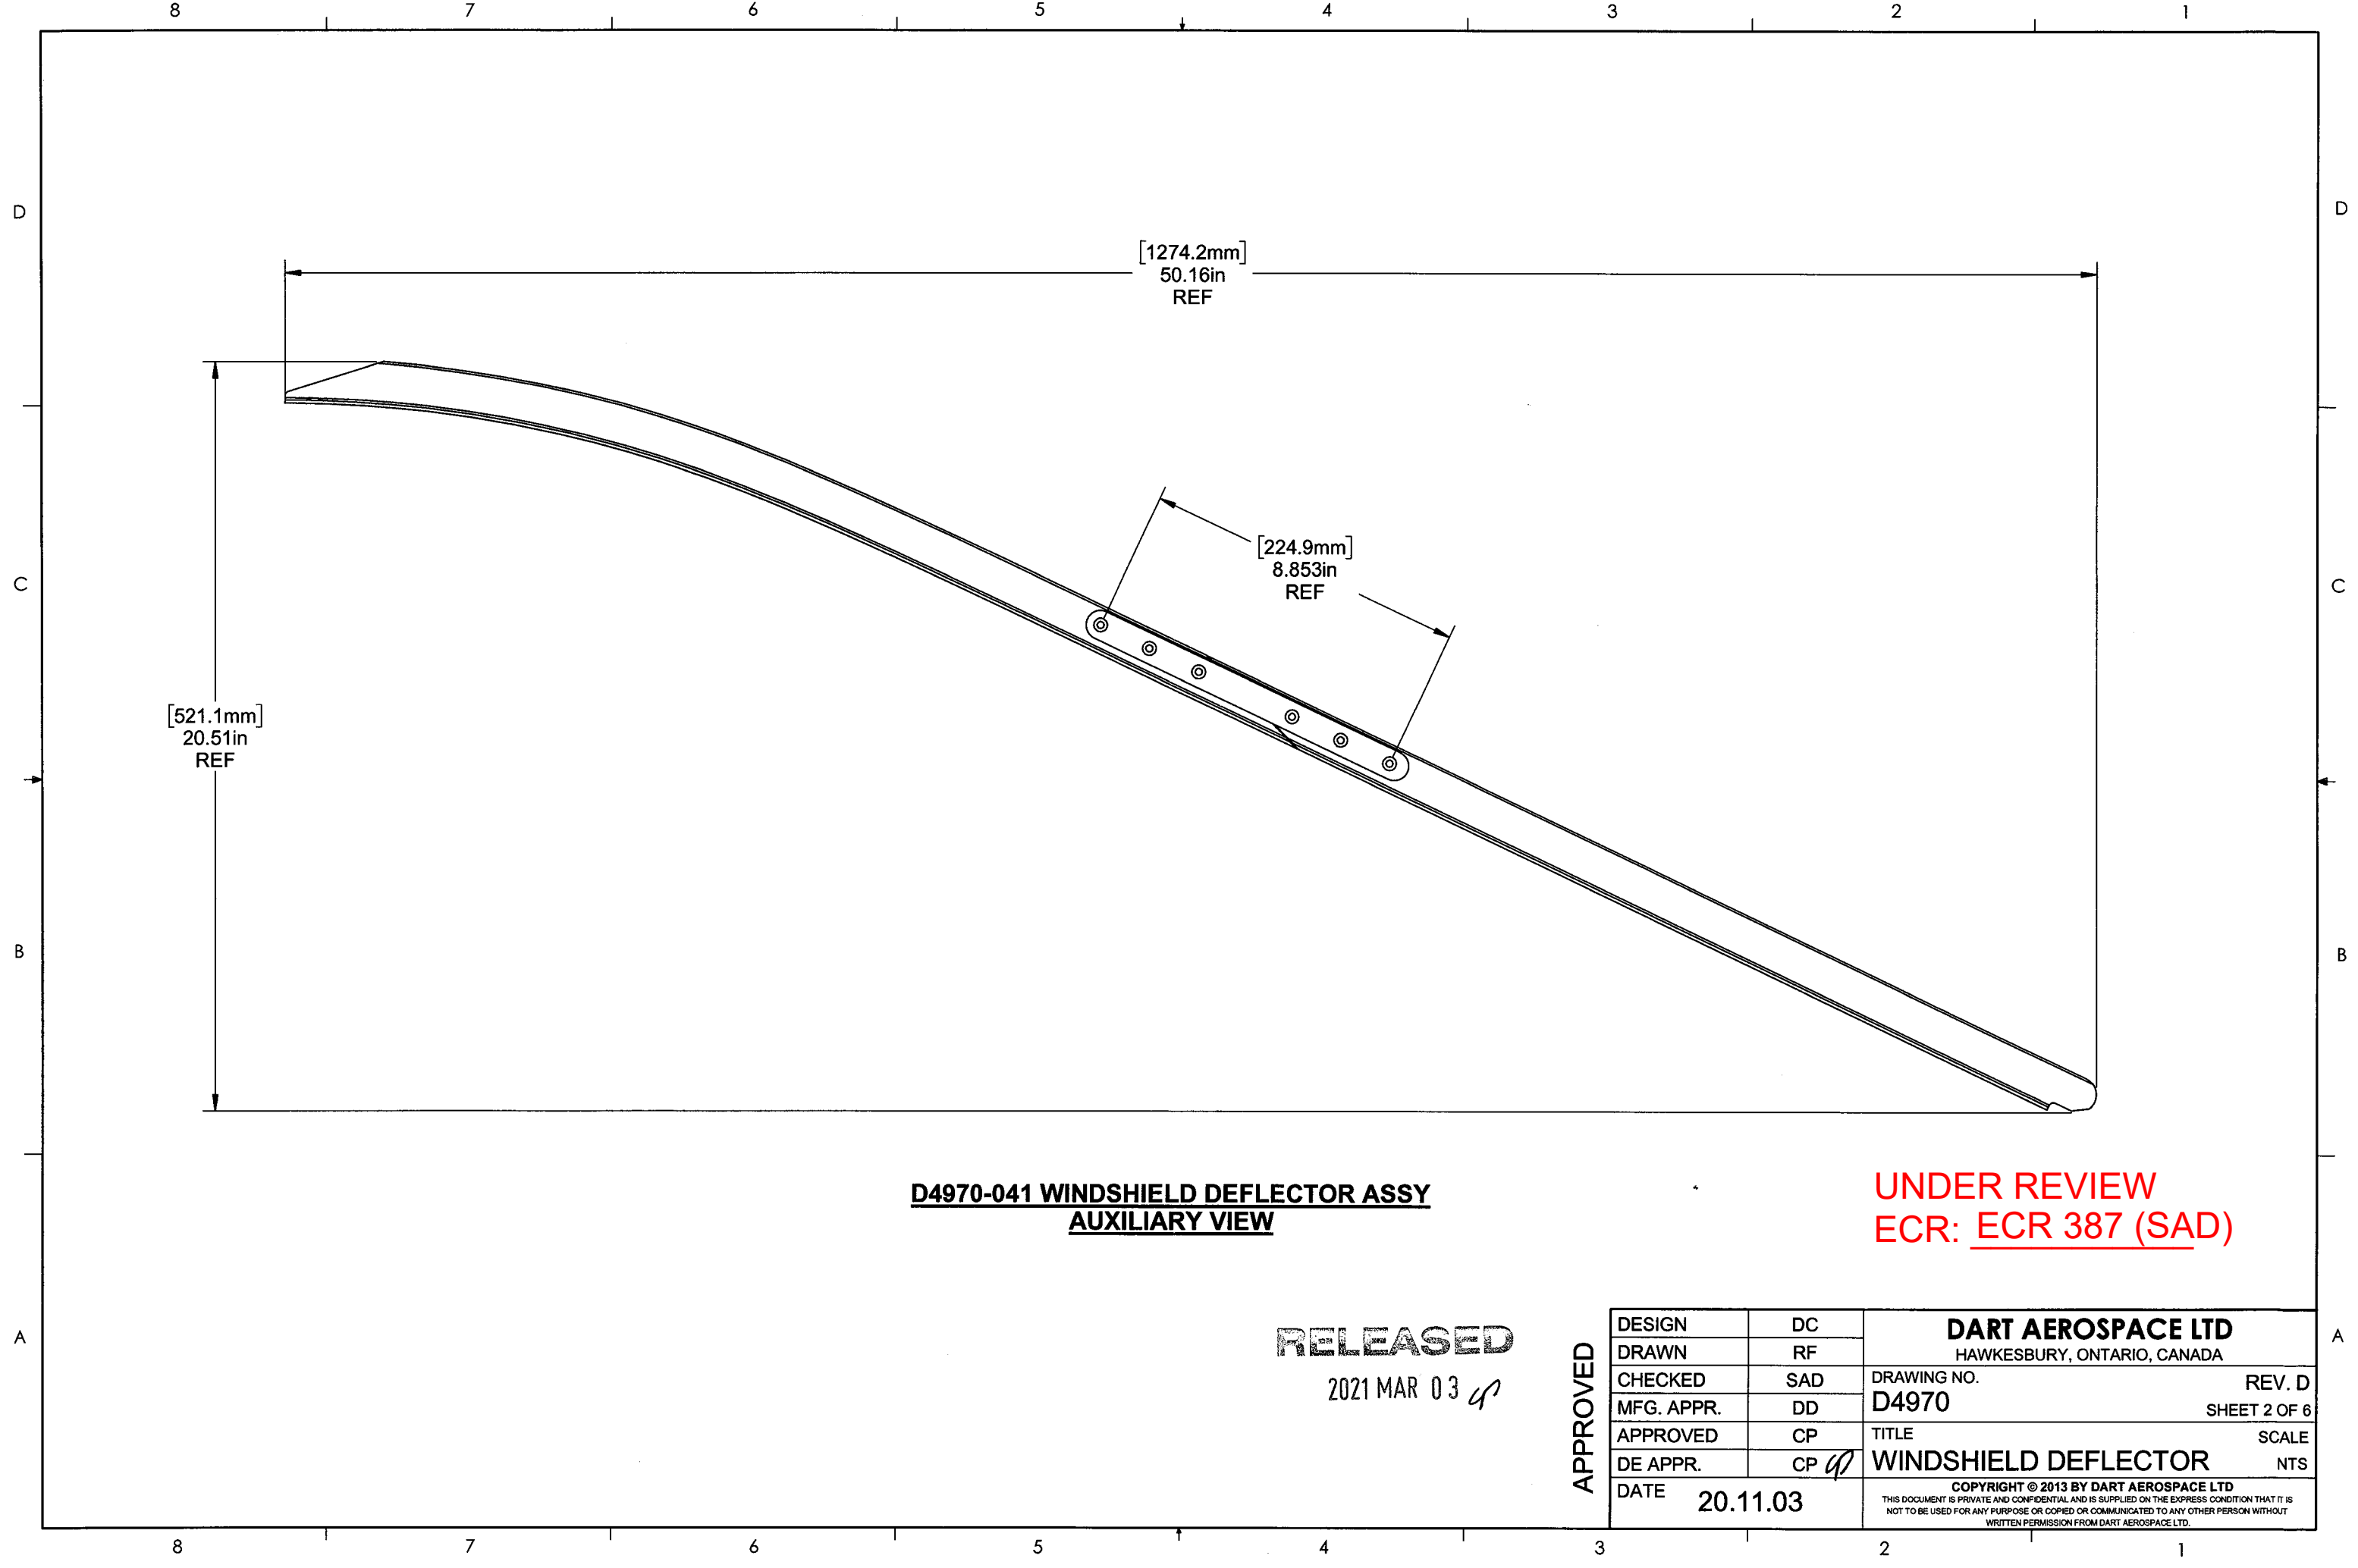 8 7 6 5 4 3 2 1
D D
[1274.2mm]
50.16in
REF
[224.9mm]
8.853in
REF
C C
[521.1mm]
20.51in
REF
B B
D4970-041 WINDSHIELD DEFLECTOR ASSY
AUXILIARY VIEW
UNDER REVIEW
ECR: ECR 387 (SAD)
A A
RELEASED
2021 MAR 03
APPROVED
DESIGN DC
DRAWN RF
CHECKED SAD
MFG. APPR. DD
APPROVED CP
DE APPR. CP
DATE 20.11.03
DART AEROSPACE LTD
HAWKESBURY, ONTARIO, CANADA
DRAWING NO. REV. D
D4970 SHEET 2 OF 6
TITLE SCALE
WINDSHIELD DEFLECTOR NTS
COPYRIGHT © 2013 BY DART AEROSPACE LTD
THIS DOCUMENT IS PRIVATE AND CONFIDENTIAL AND IS SUPPLIED ON THE EXPRESS CONDITION THAT IT IS
NOT TO BE USED FOR ANY PURPOSE OR COPIED OR COMMUNICATED TO ANY OTHER PERSON WITHOUT
WRITTEN PERMISSION FROM DART AEROSPACE LTD.
8 7 6 5 4 3 2 1